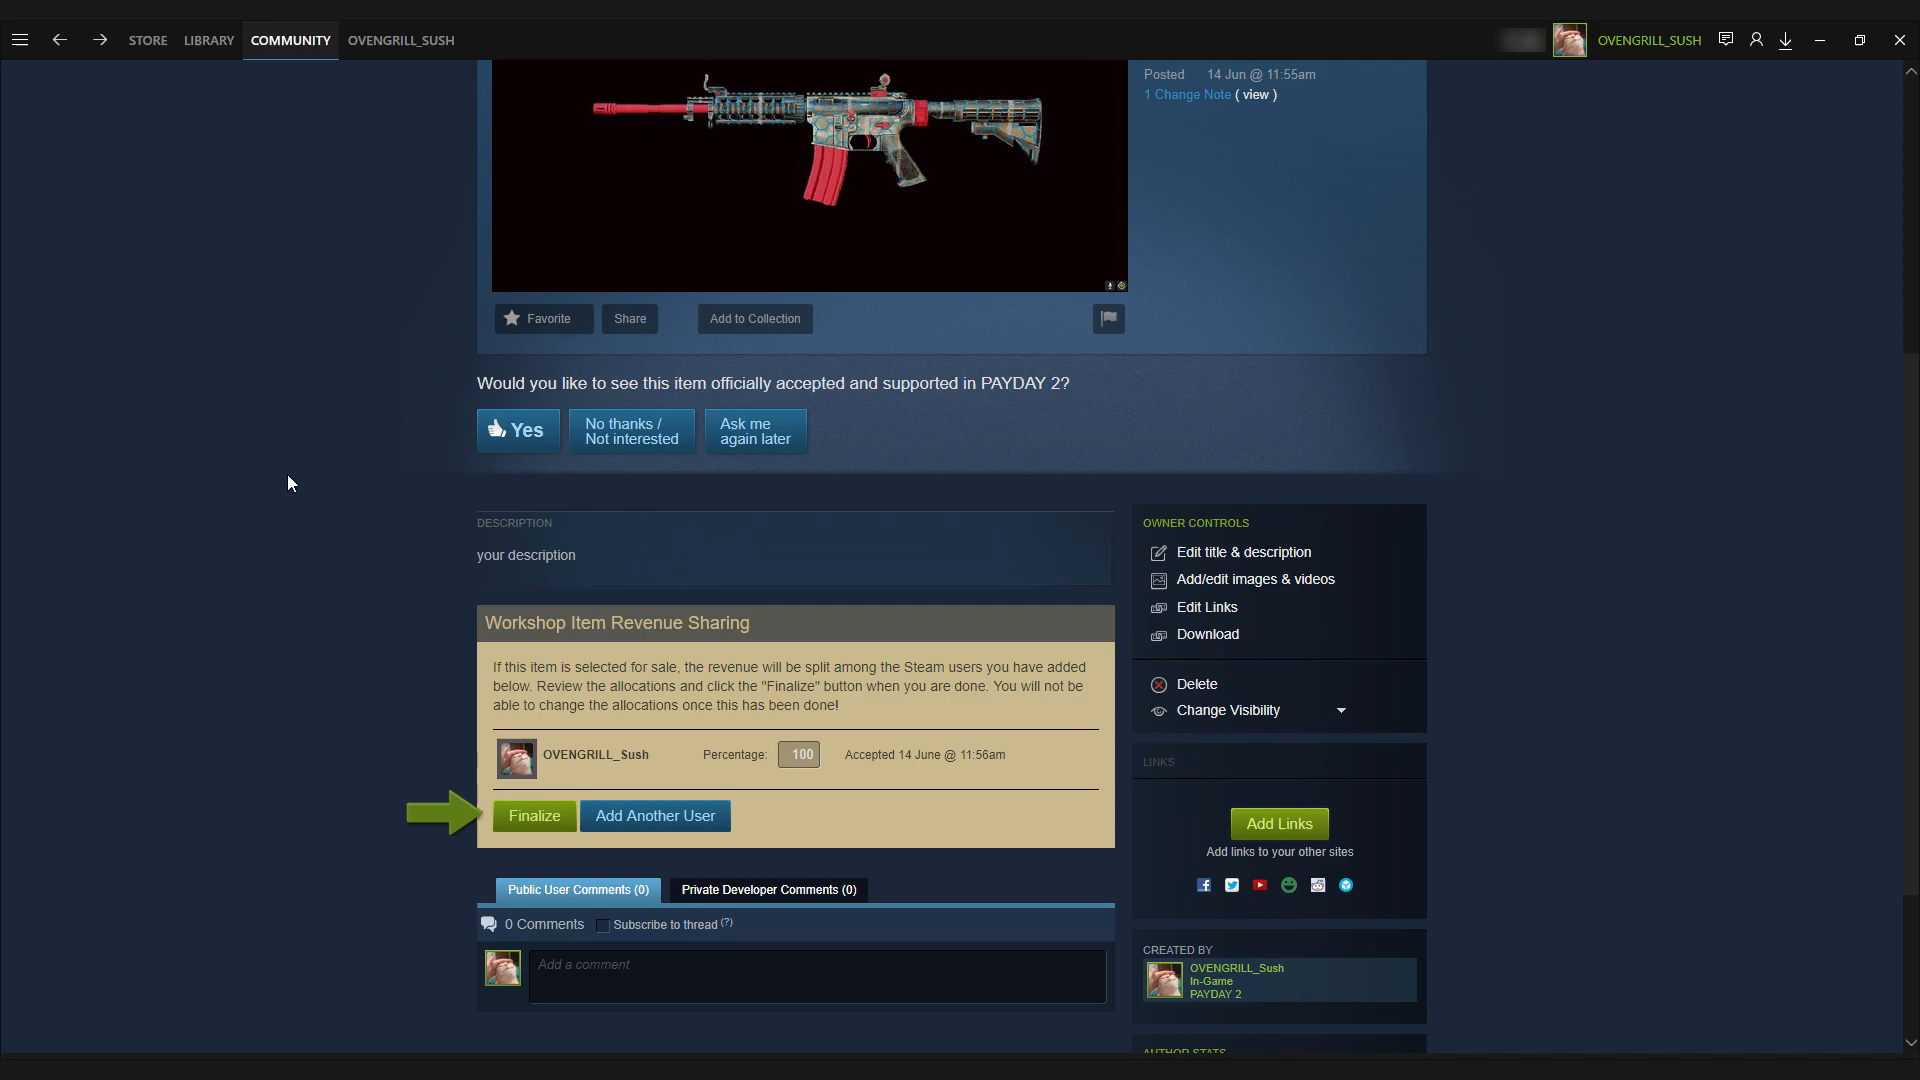 STORE LIBRARY COMMUNITY OVENGRILL_SUSH
OVENGRILL_SUSH
Posted 14 Jun @ 11:55am
1 Change Note ( view )
Favorite Share Add to Collection
Would you like to see this item officially accepted and supported in PAYDAY 2?
Yes
No thanks /
Not interested
Ask me
again later
DESCRIPTION
your description
Workshop Item Revenue Sharing
If this item is selected for sale, the revenue will be split among the Steam users you have added
below. Review the allocations and click the "Finalize" button when you are done. You will not be
able to change the allocations once this has been done!
OVENGRILL_Sush Percentage: 100 Accepted 14 June @ 11:56am
Finalize Add Another User
Public User Comments (0) Private Developer Comments (0)
0 Comments Subscribe to thread (?)
Add a comment
OWNER CONTROLS
Edit title & description
Add/edit images & videos
Edit Links
Download
Delete
Change Visibility
LINKS
Add Links
Add links to your other sites
CREATED BY
OVENGRILL_Sush
In-Game
PAYDAY 2
AUTHOR STATS